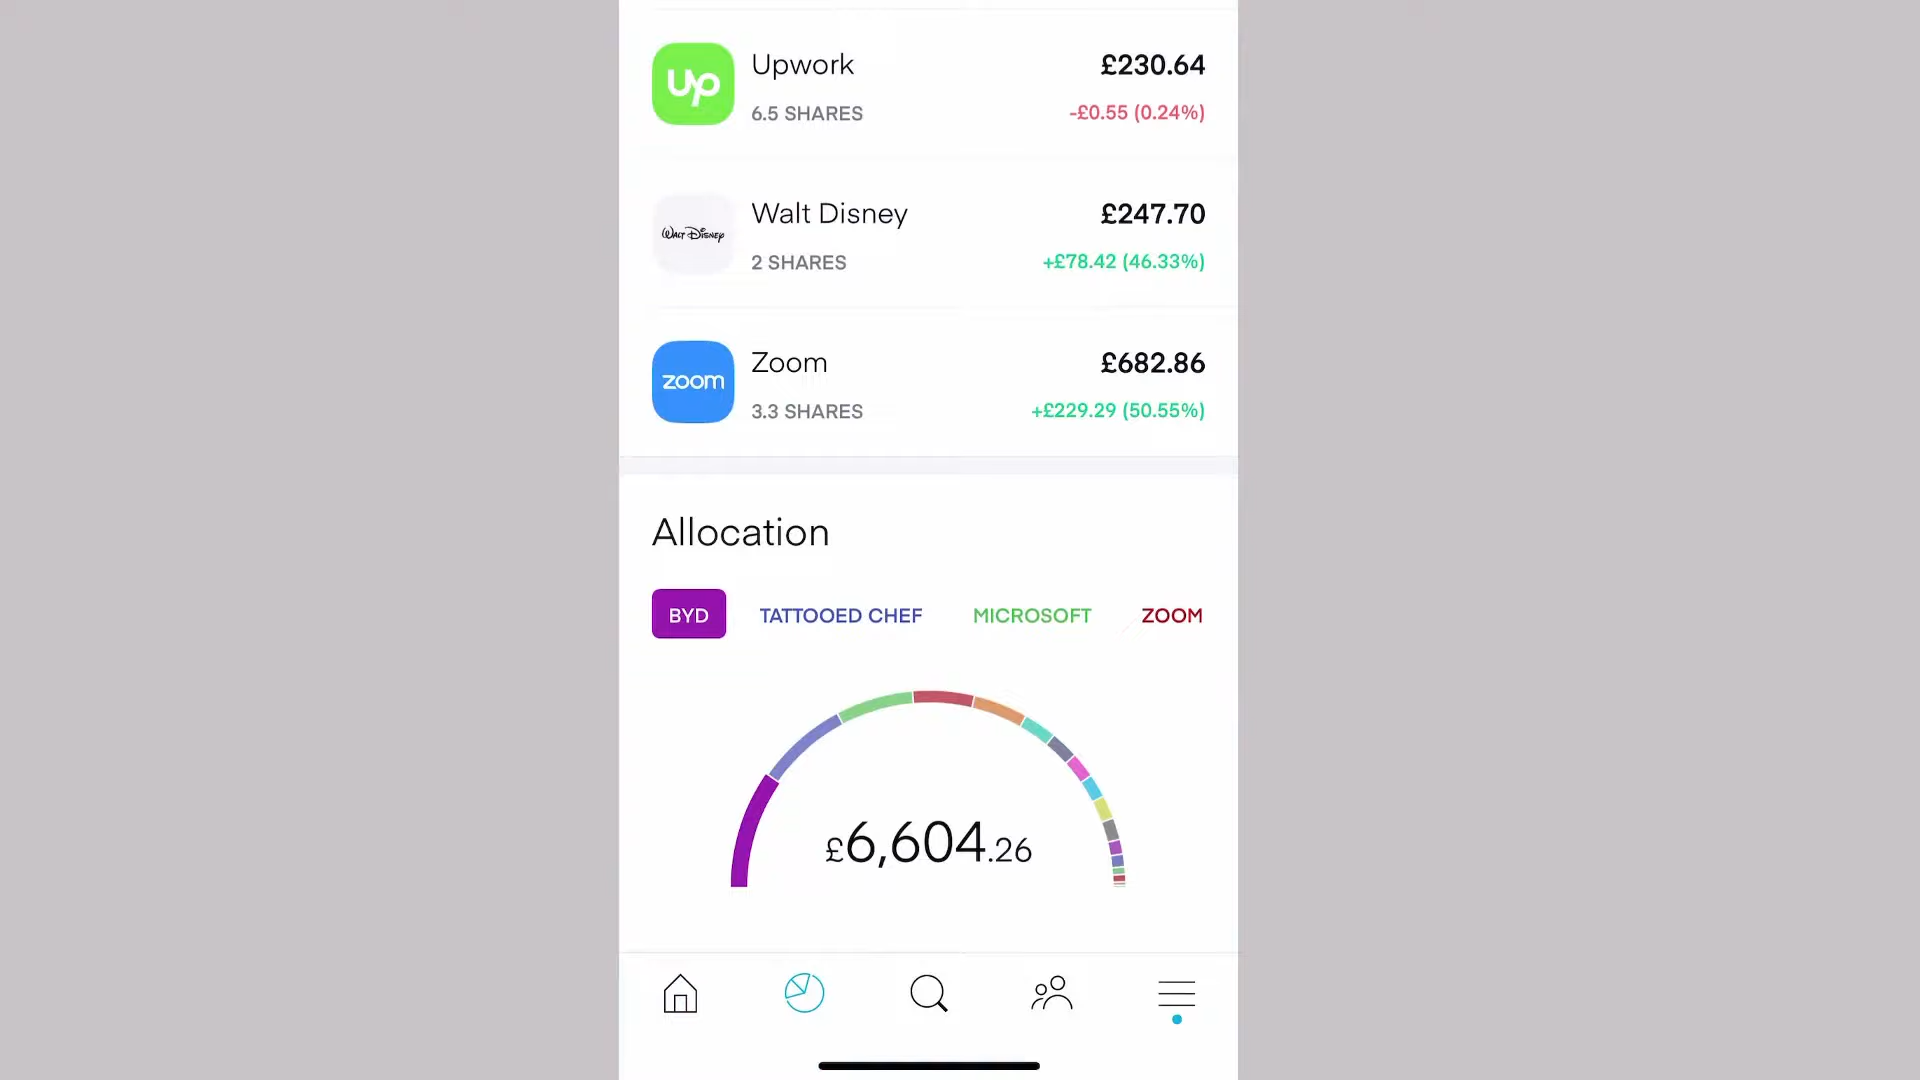 up
Upwork
£230.64
6.5 SHARES
-£0.55 (0.24%)
WALT DISNEY
Walt Disney
£247.70
2 SHARES
+£78.42 (46.33%)
zoom
Zoom
£682.86
3.3 SHARES
+£229.29 (50.55%)
Allocation
BYD TATTOOED CHEF MICROSOFT ZOOM
£6,604.26